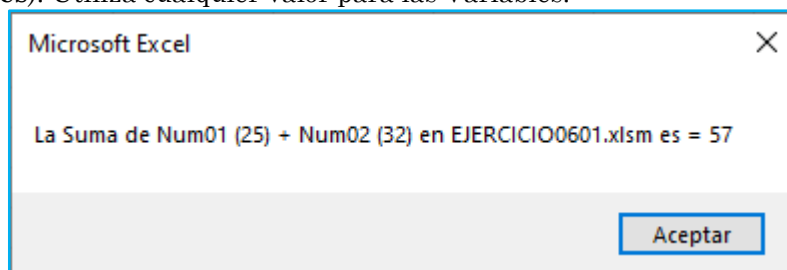 es). Utiliza cualquier valor para las variables.
Microsoft Excel
La Suma de Num01 (25) + Num02 (32) en EJERCICIO0601.xlsm es = 57
Aceptar